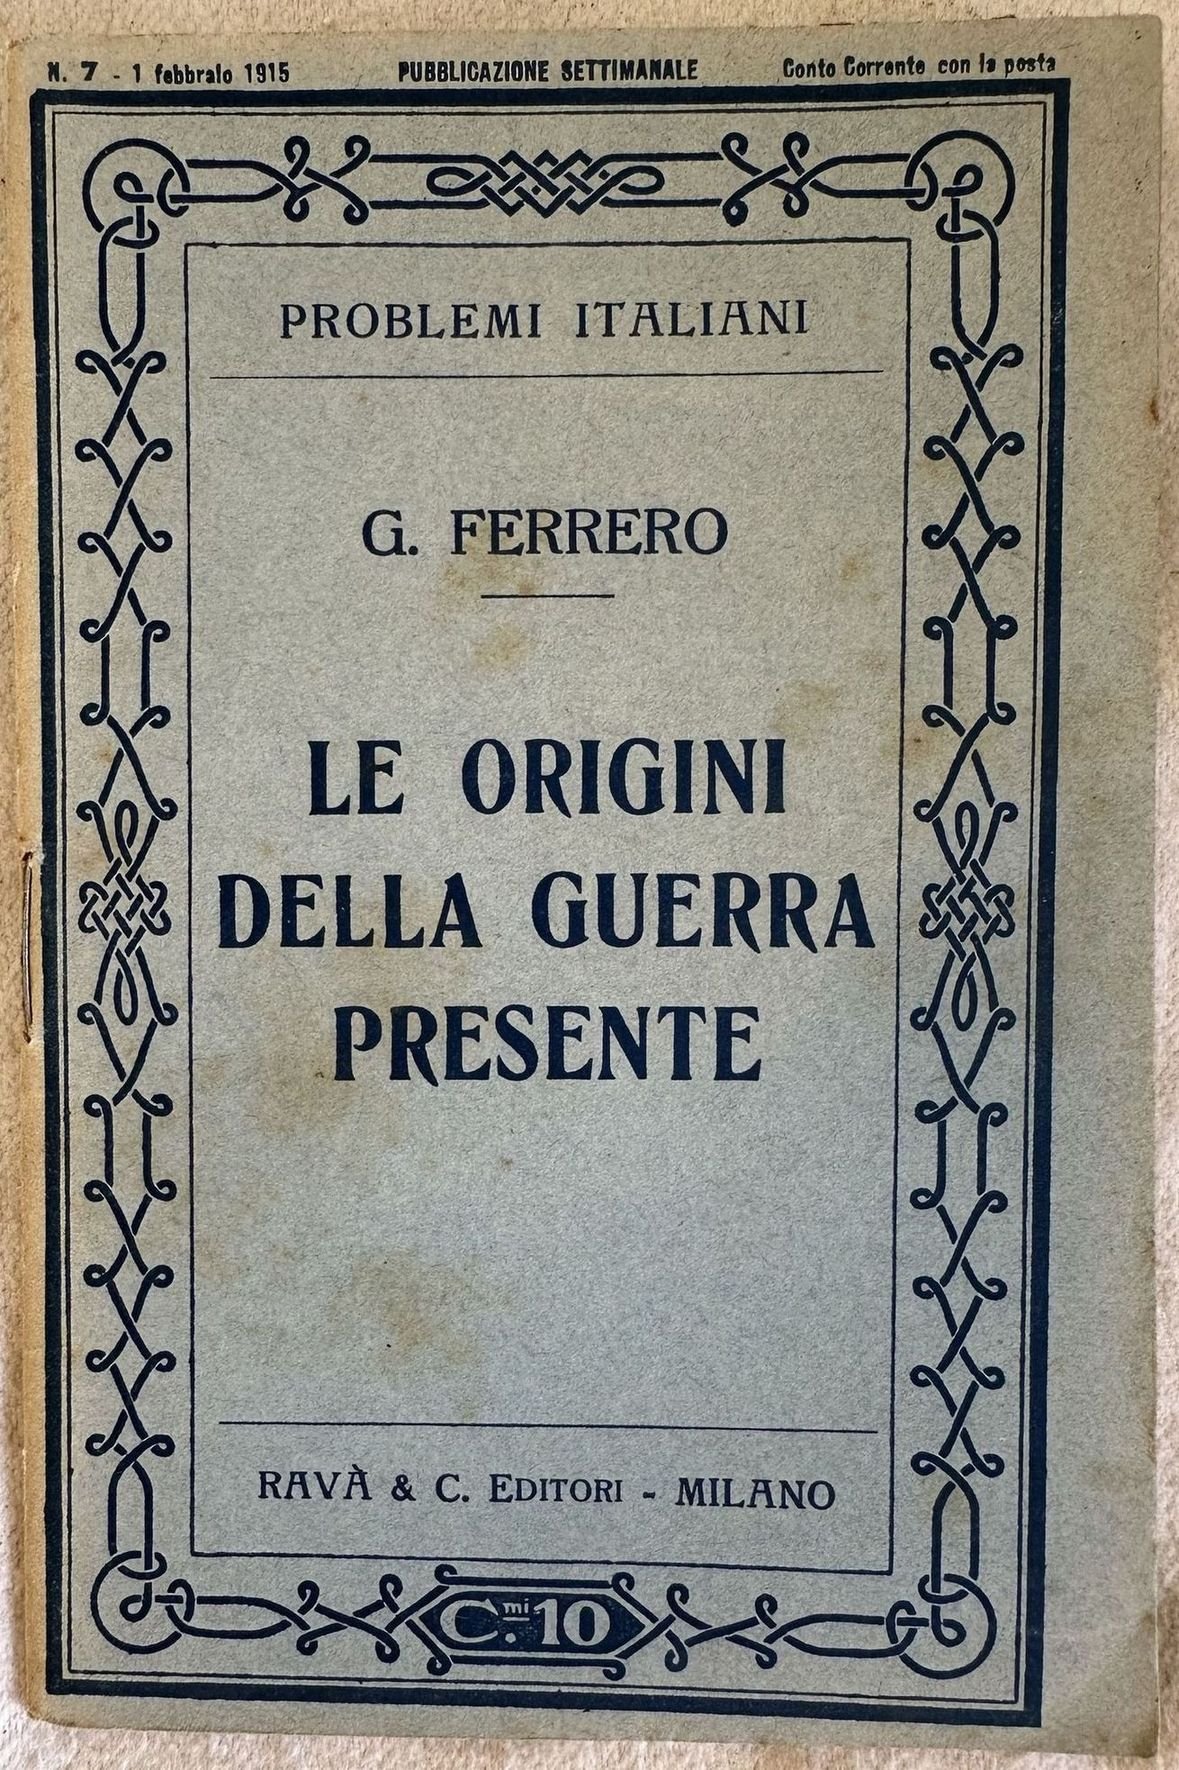 N. 7 - 1 febbraio 1915 PUBBLICAZIONE SETTIMANALE Conto Corrente con la posta
PROBLEMI ITALIANI
G. FERRERO
LE ORIGINI
DELLA GUERRA
PRESENTE
RAVÀ & C. EDITORI - MILANO
C.mi 10